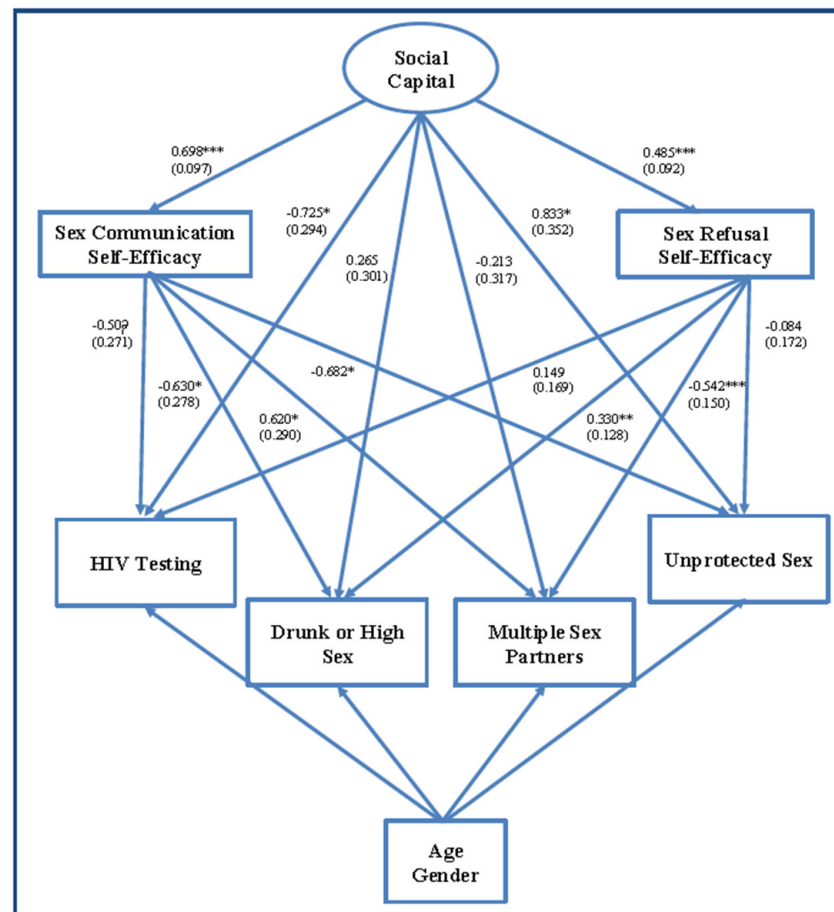 Social
Capital
0.698***
(0.097)
0.485***
(0.092)
-0.725*
(0.294)
0.833*
(0.352)
Sex Communication
Self-Efficacy
0.265
(0.301)
-0.213
(0.317)
Sex Refusal
Self-Efficacy
(0.271)
-0.084
(0.172)
-0.630*
(0.278)
-0.682*
0.149
(0.169)
-0.542***
(0.150)
0.620*
(0.290)
0.330**
(0.128)
HIV Testing
Unprotected Sex
Drunk or High
Sex
Multiple Sex
Partners
Age
Gender